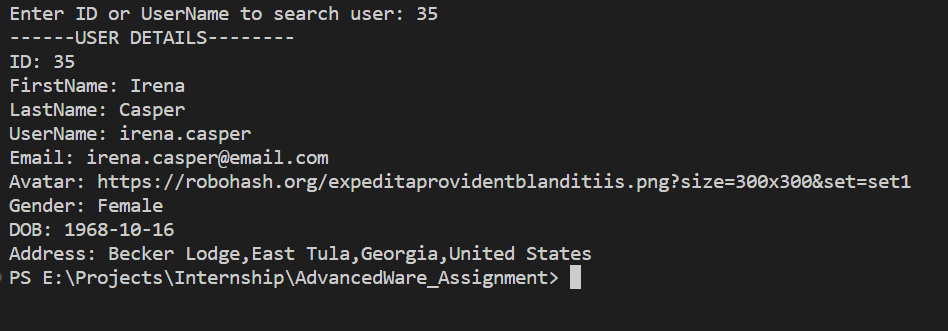 Enter ID or UserName to search user: 35
------USER DETAILS--------
ID: 35
FirstName: Irena
LastName: Casper
UserName: irena.casper
Email: irena.casper@email.com
Avatar: https://robohash.org/expeditaprovidentblanditiis.png?size=300x300&set=set1
Gender: Female
DOB: 1968-10-16
Address: Becker Lodge,East Tula,Georgia,United States
PS E:\Projects\Internship\AdvancedWare_Assignment>